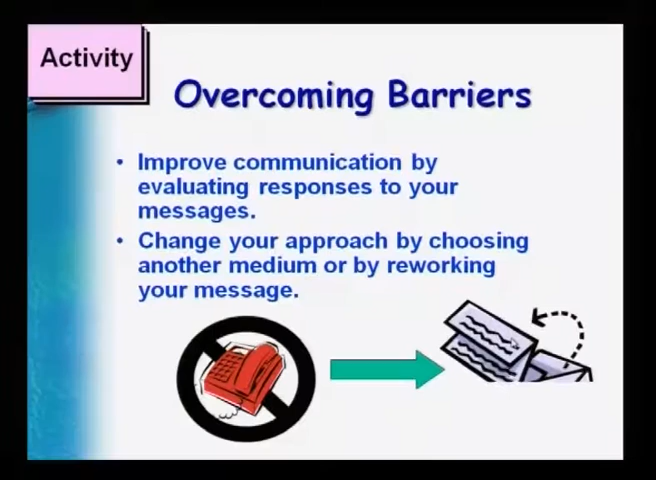 Activity
Overcoming Barriers
• Improve communication by
evaluating responses to your
messages.
• Change your approach by choosing
another medium or by reworking
your message.